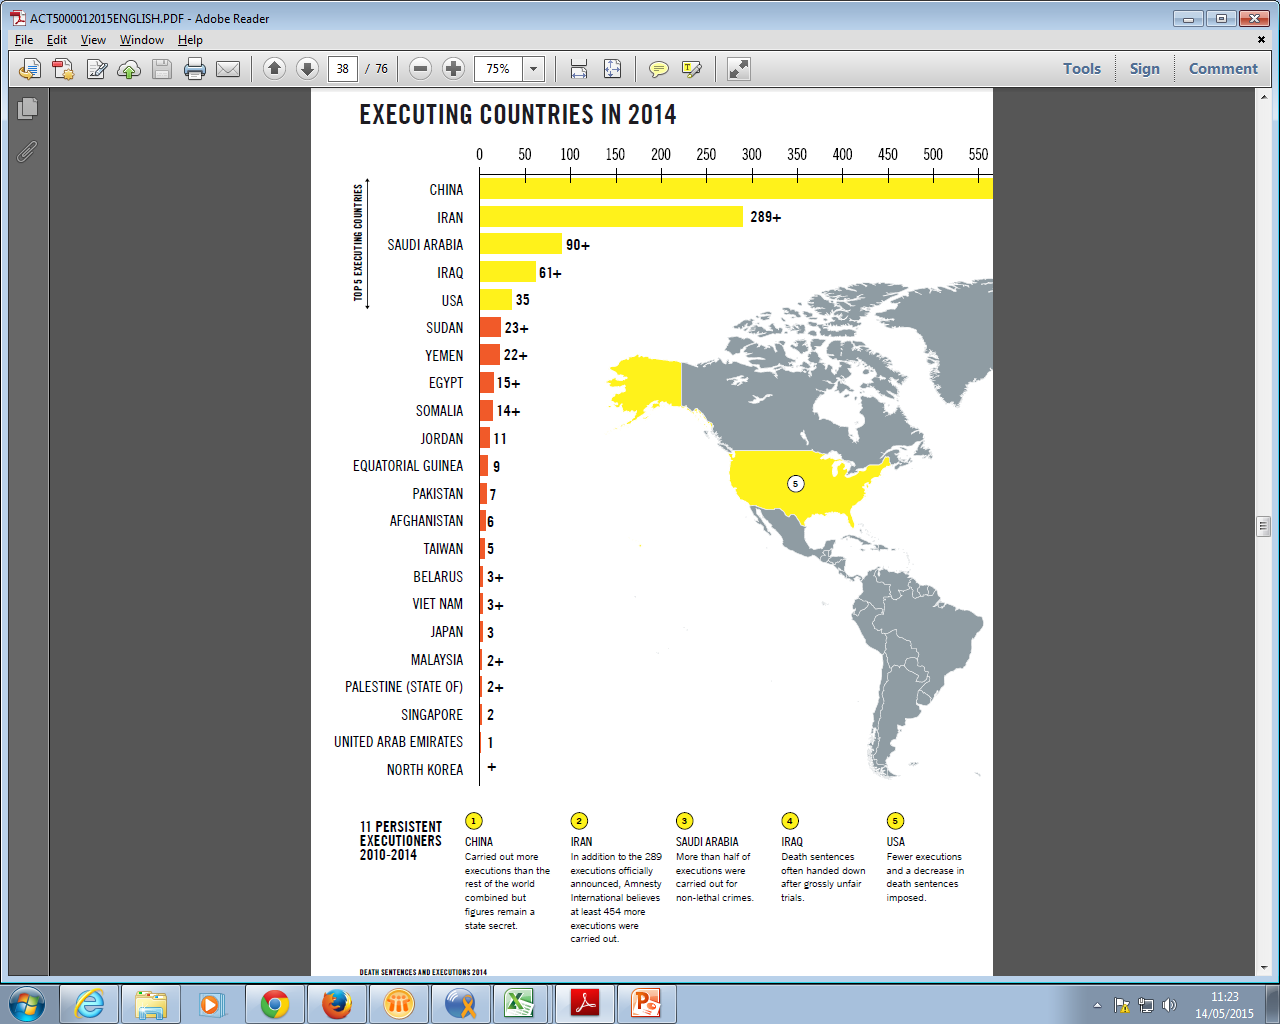 ACT5000012015ENGLISH.PDF - Adobe Reader
File Edit View Window Help
38 / 76 75% Tools Sign Comment
EXECUTING COUNTRIES IN 2014
0 50 100 150 200 250 300 350 400 450 500 550
TOP 5 EXECUTING COUNTRIES
CHINA
IRAN 289+
SAUDI ARABIA 90+
IRAQ 61+
USA 35
SUDAN 23+
YEMEN 22+
EGYPT 15+
SOMALIA 14+
JORDAN 11
EQUATORIAL GUINEA 9
PAKISTAN 7
AFGHANISTAN 6
TAIWAN 5
BELARUS 3+
VIET NAM 3+
JAPAN 3
MALAYSIA 2+
PALESTINE (STATE OF) 2+
SINGAPORE 2
UNITED ARAB EMIRATES 1
NORTH KOREA +
5
11 PERSISTENT
EXECUTIONERS
2010-2014
1
CHINA
Carried out more
executions than the
rest of the world
combined but
figures remain a
state secret.
2
IRAN
In addition to the 289
executions officially
announced, Amnesty
International believes
at least 454 more
executions were
carried out.
3
SAUDI ARABIA
More than half of
executions were
carried out for
non-lethal crimes.
4
IRAQ
Death sentences
often handed down
after grossly unfair
trials.
5
USA
Fewer executions
and a decrease in
death sentences
imposed.
DEATH SENTENCES AND EXECUTIONS 2014
11:23
14/05/2015